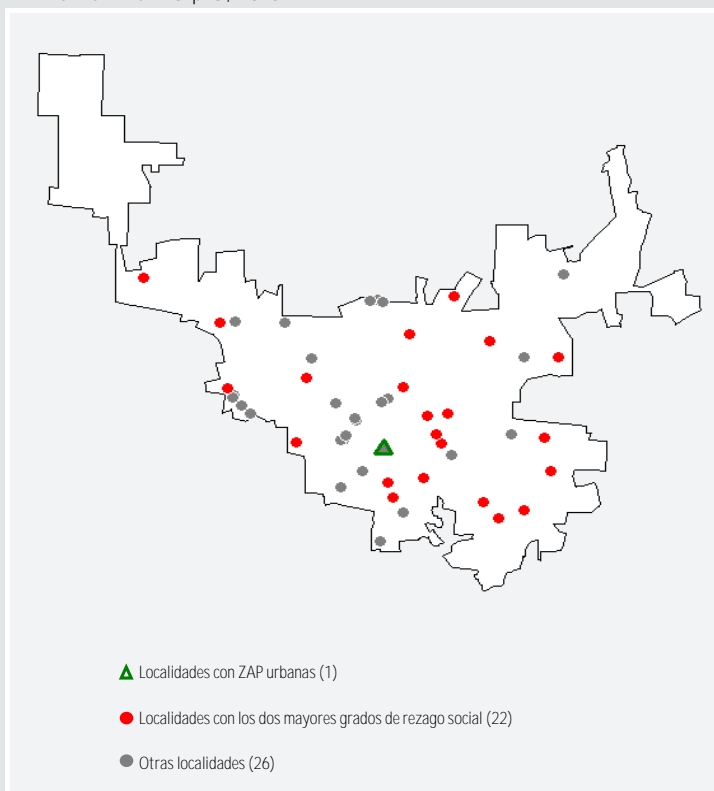 Localidades con ZAP urbanas (1)
Localidades con los dos mayores grados de rezago social (22)
Otras localidades (26)